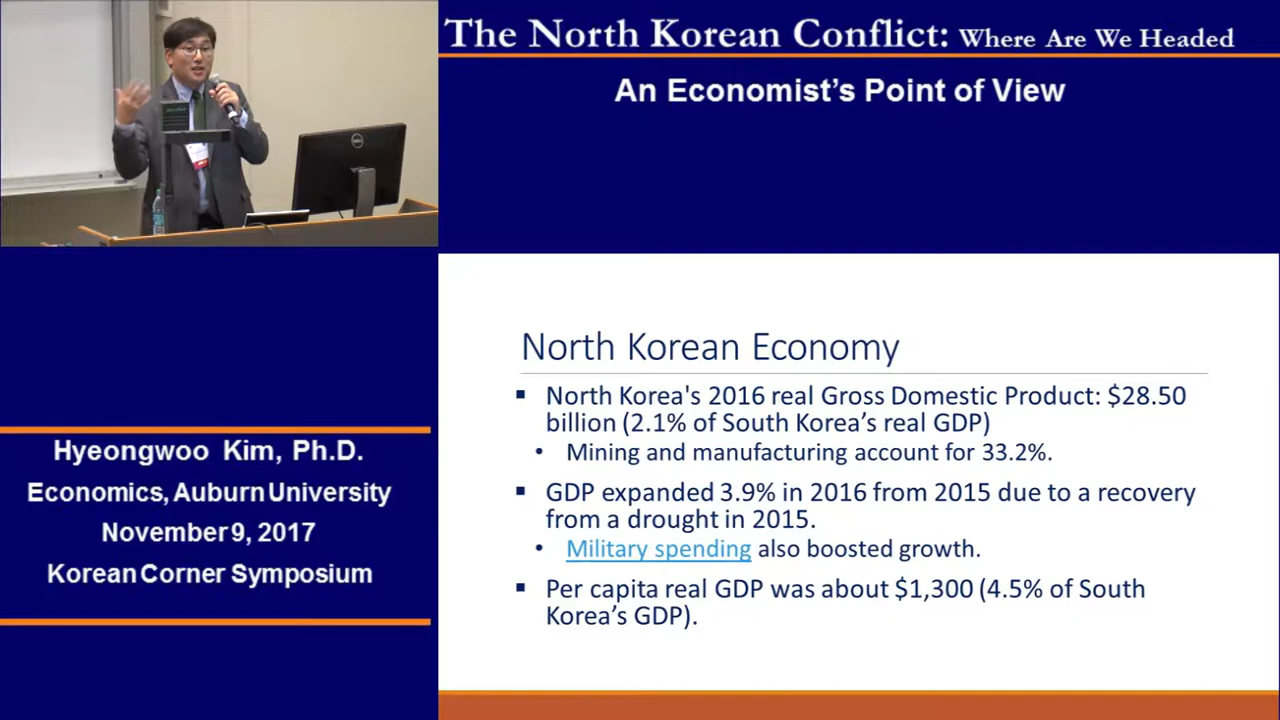 The North Korean Conflict: Where Are We Headed
An Economist's Point of View
North Korean Economy
▪ North Korea's 2016 real Gross Domestic Product: $28.50
billion (2.1% of South Korea's real GDP)
• Mining and manufacturing account for 33.2%.
▪ GDP expanded 3.9% in 2016 from 2015 due to a recovery
from a drought in 2015.
• Military spending also boosted growth.
▪ Per capita real GDP was about $1,300 (4.5% of South
Korea's GDP).
Hyeongwoo Kim, Ph.D.
Economics, Auburn University
November 9, 2017
Korean Corner Symposium
DELL